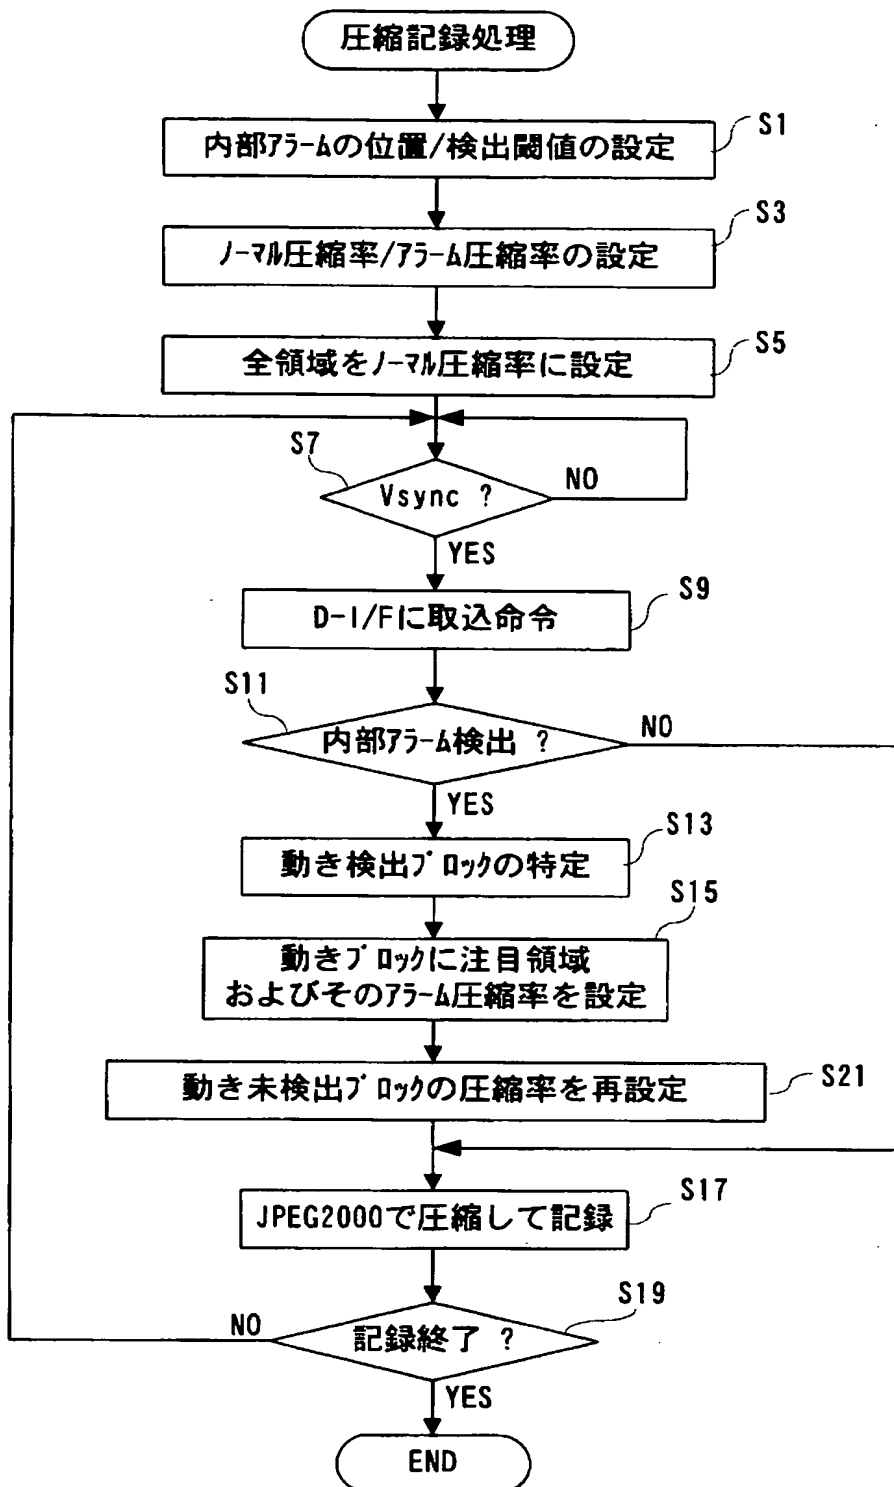 圧縮記録処理
S1
内部アラームの位置/検出閾値の設定
S3
ノーマル圧縮率/アラーム圧縮率の設定
S5
全領域をノーマル圧縮率に設定
S7
Vsync ?
NO
YES
S9
D-I/Fに取込命令
S11
内部アラーム検出 ?
NO
YES
S13
動き検出ブロックの特定
S15
動きブロックに注目領域
およびそのアラーム圧縮率を設定
S21
動き未検出ブロックの圧縮率を再設定
S17
JPEG2000で圧縮して記録
S19
記録終了 ?
NO
YES
END